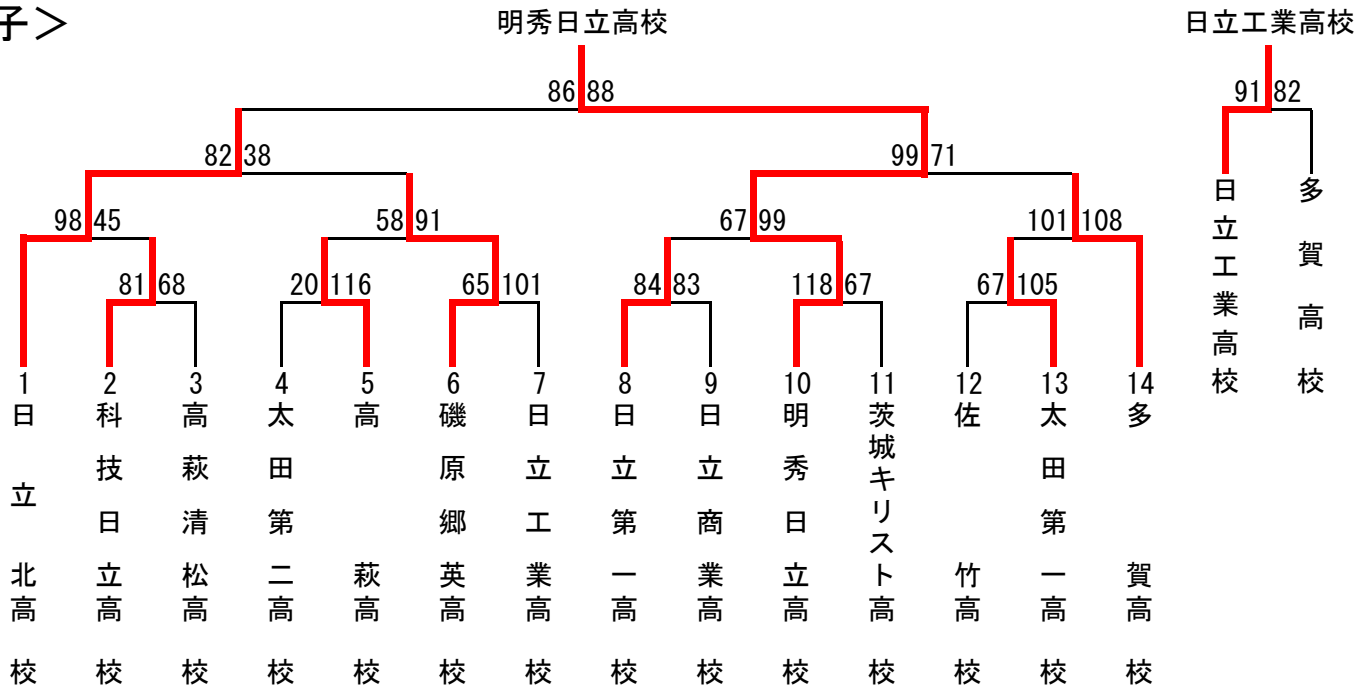 子＞
明秀日立高校
日立工業高校
86 88
91 82
82 38
99 71
98 45
58 91
67 99
101 108
81 68
20 116
65 101
84 83
118 67
67 105
日立工業高校
多賀高校
1
2
3
4
5
6
7
8
9
10
11
12
13
14
日立北高校
科技日立高校
高萩清松高校
太田第二高校
高萩高校
磯原郷英高校
日立工業高校
日立第一高校
日立商業高校
明秀日立高校
茨城キリスト高校
佐竹高校
太田第一高校
多賀高校